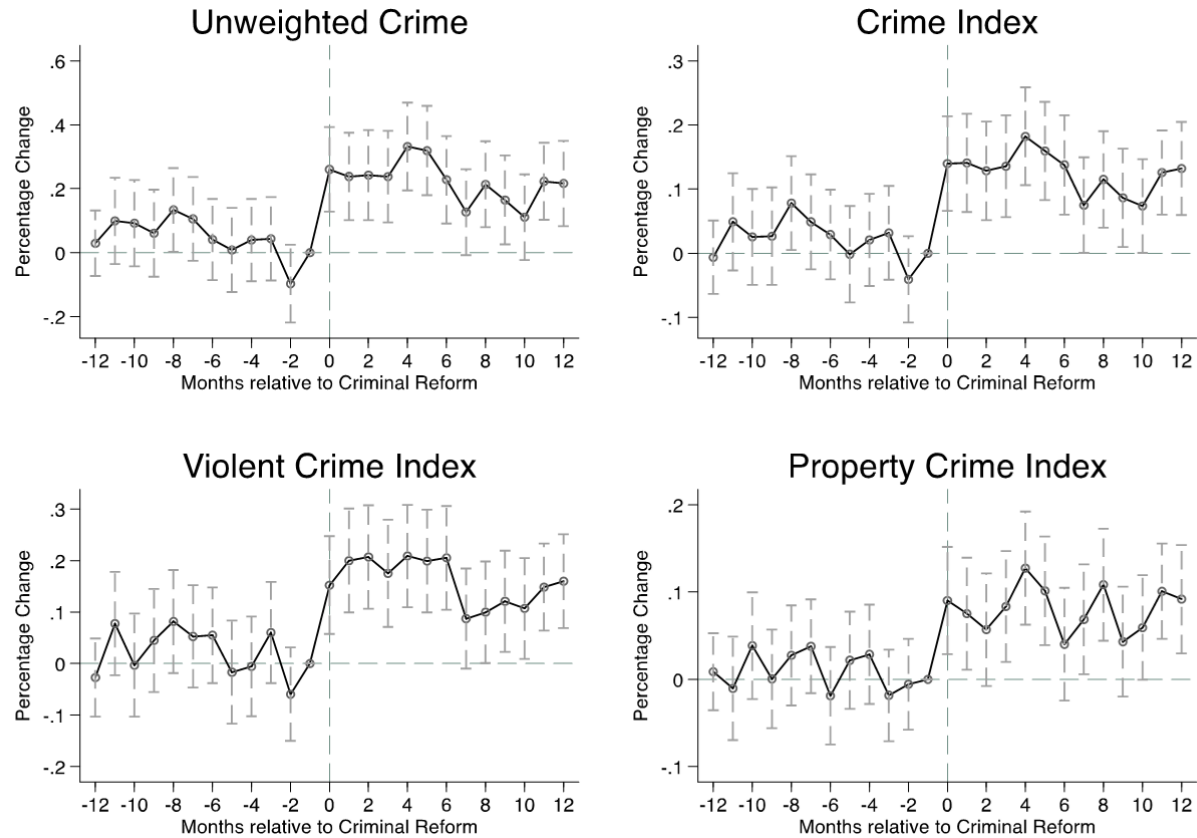 Unweighted Crime
Percentage Change
.6
.4
.2
0
-.2
-12 -10 -8 -6 -4 -2 0 2 4 6 8 10 12
Months relative to Criminal Reform
Crime Index
Percentage Change
.3
.2
.1
0
-.1
-12 -10 -8 -6 -4 -2 0 2 4 6 8 10 12
Months relative to Criminal Reform
Violent Crime Index
Percentage Change
.3
.2
.1
0
-.1
-.2
-12 -10 -8 -6 -4 -2 0 2 4 6 8 10 12
Months relative to Criminal Reform
Property Crime Index
Percentage Change
.2
.1
0
-.1
-12 -10 -8 -6 -4 -2 0 2 4 6 8 10 12
Months relative to Criminal Reform